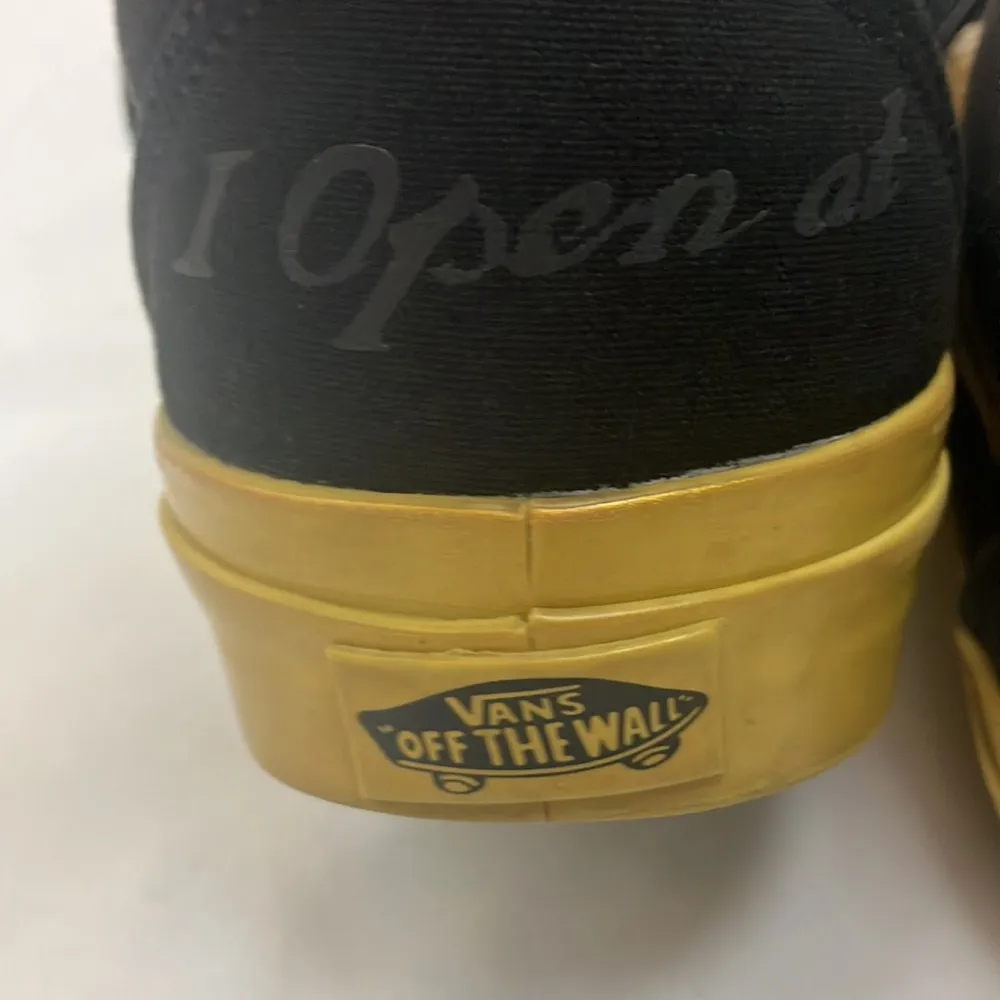 I Open at
VANS
"OFF THE WALL"